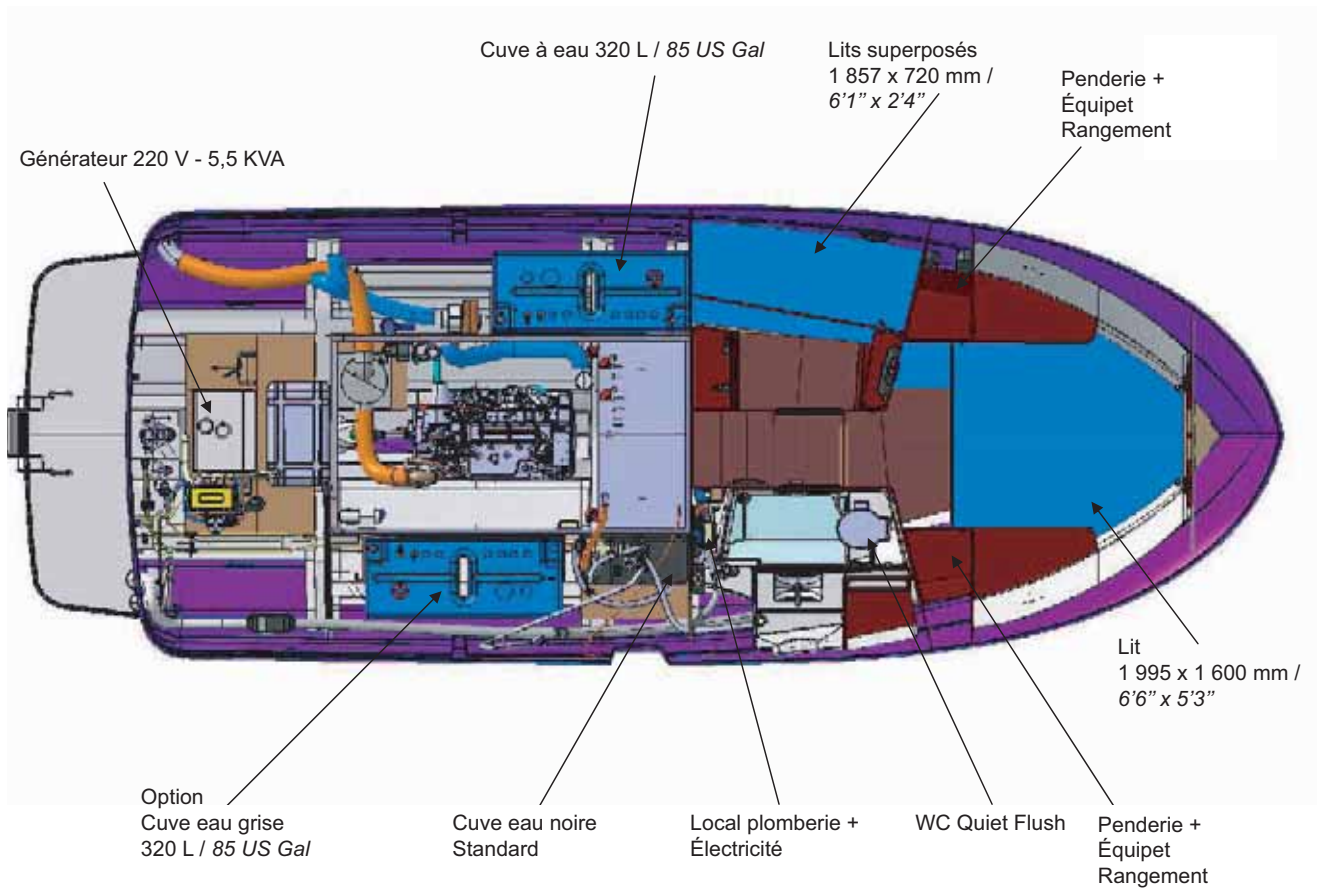 Cuve à eau 320 L / 85 US Gal
Lits superposés
1 857 x 720 mm /
6’1” x 2’4”
Penderie +
Équipet
Rangement
Générateur 220 V - 5,5 KVA
Lit
1 995 x 1 600 mm /
6’6” x 5’3”
Option
Cuve eau grise
320 L / 85 US Gal
Cuve eau noire
Standard
Local plomberie +
Électricité
WC Quiet Flush
Penderie +
Équipet
Rangement